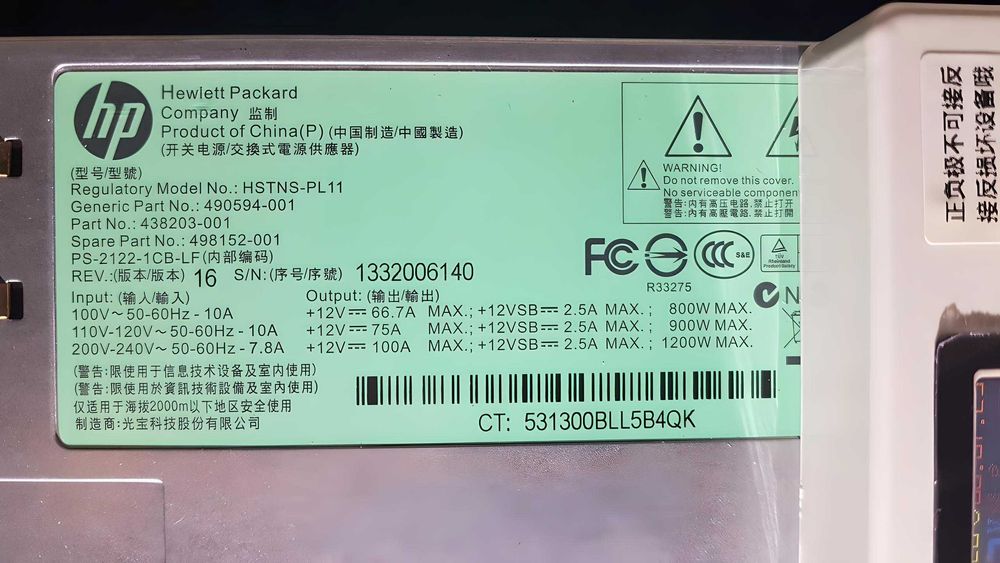 hp
Hewlett Packard
Company 监制
Product of China(P) (中国制造/中國製造)
(开关电源/交換式電源供應器)
(型号/型號)
Regulatory Model No.: HSTNS-PL11
Generic Part No.: 490594-001
Part No.: 438203-001
Spare Part No.: 498152-001
PS-2122-1CB-LF(内部编码)
REV.:(版本/版本) 16 S/N:(序号/序號) 1332006140
Input: (输入/輸入) Output: (输出/輸出)
100V～50-60Hz - 10A +12V⎓ 66.7A MAX.; +12VSB⎓ 2.5A MAX. ; 800W MAX.
110V-120V～50-60Hz - 10A +12V⎓ 75A MAX.; +12VSB⎓ 2.5A MAX. ; 900W MAX.
200V-240V～ 50-60Hz - 7.8A +12V⎓ 100A MAX.; +12VSB⎓ 2.5A MAX. ; 1200W MAX.
(警告:限使用于信息技术设备及室内使用)
(警告:限使用於資訊技術設備及室內使用)
仅适用于海拔2000m以下地区安全使用
制造商:光宝科技股份有限公司
CT: 531300BLL5B4QK
WARNING!
Do not remove this cover.
No serviceable componen
警告:内有高压电路.禁止打开
警告:內有高壓電路.禁止打開
FC
CCC S&E
TÜV
Rheinland
Product Safety
R33275
N
正负极不可接反
接反损坏设备哦